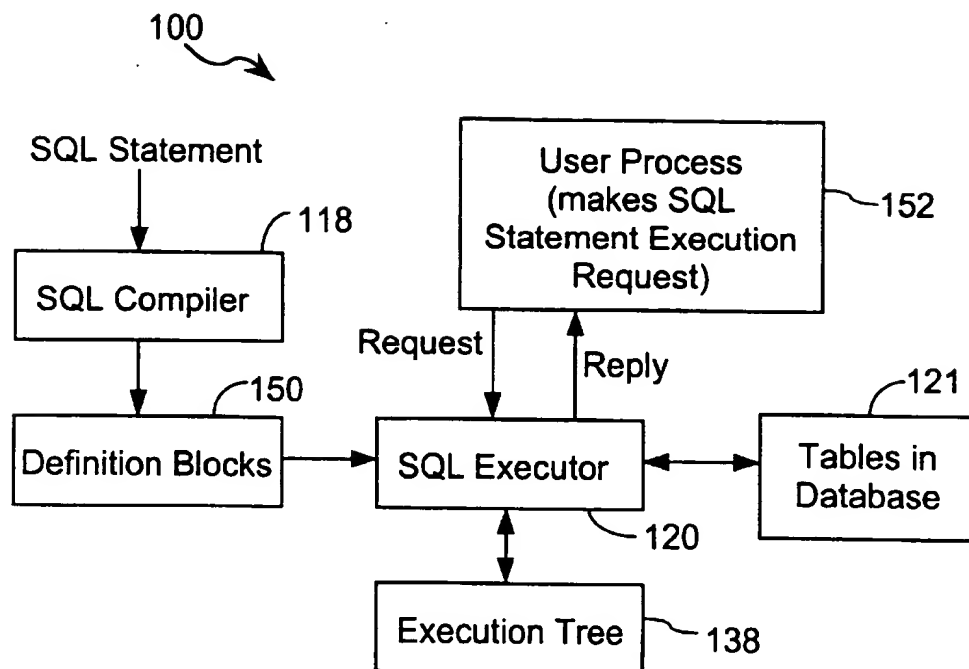 100
SQL Statement
118
SQL Compiler
150
Definition Blocks
User Process
(makes SQL
Statement Execution
Request)
152
Request
Reply
SQL Executor
120
121
Tables in
Database
Execution Tree
138